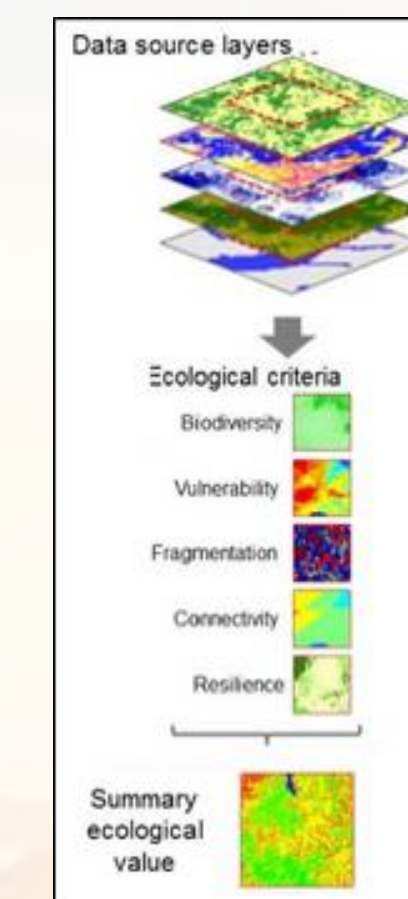 Data source layers . .
Ecological criteria
Biodiversity
Vulnerability
Fragmentation
Connectivity
Resilience
Summary
ecological
value